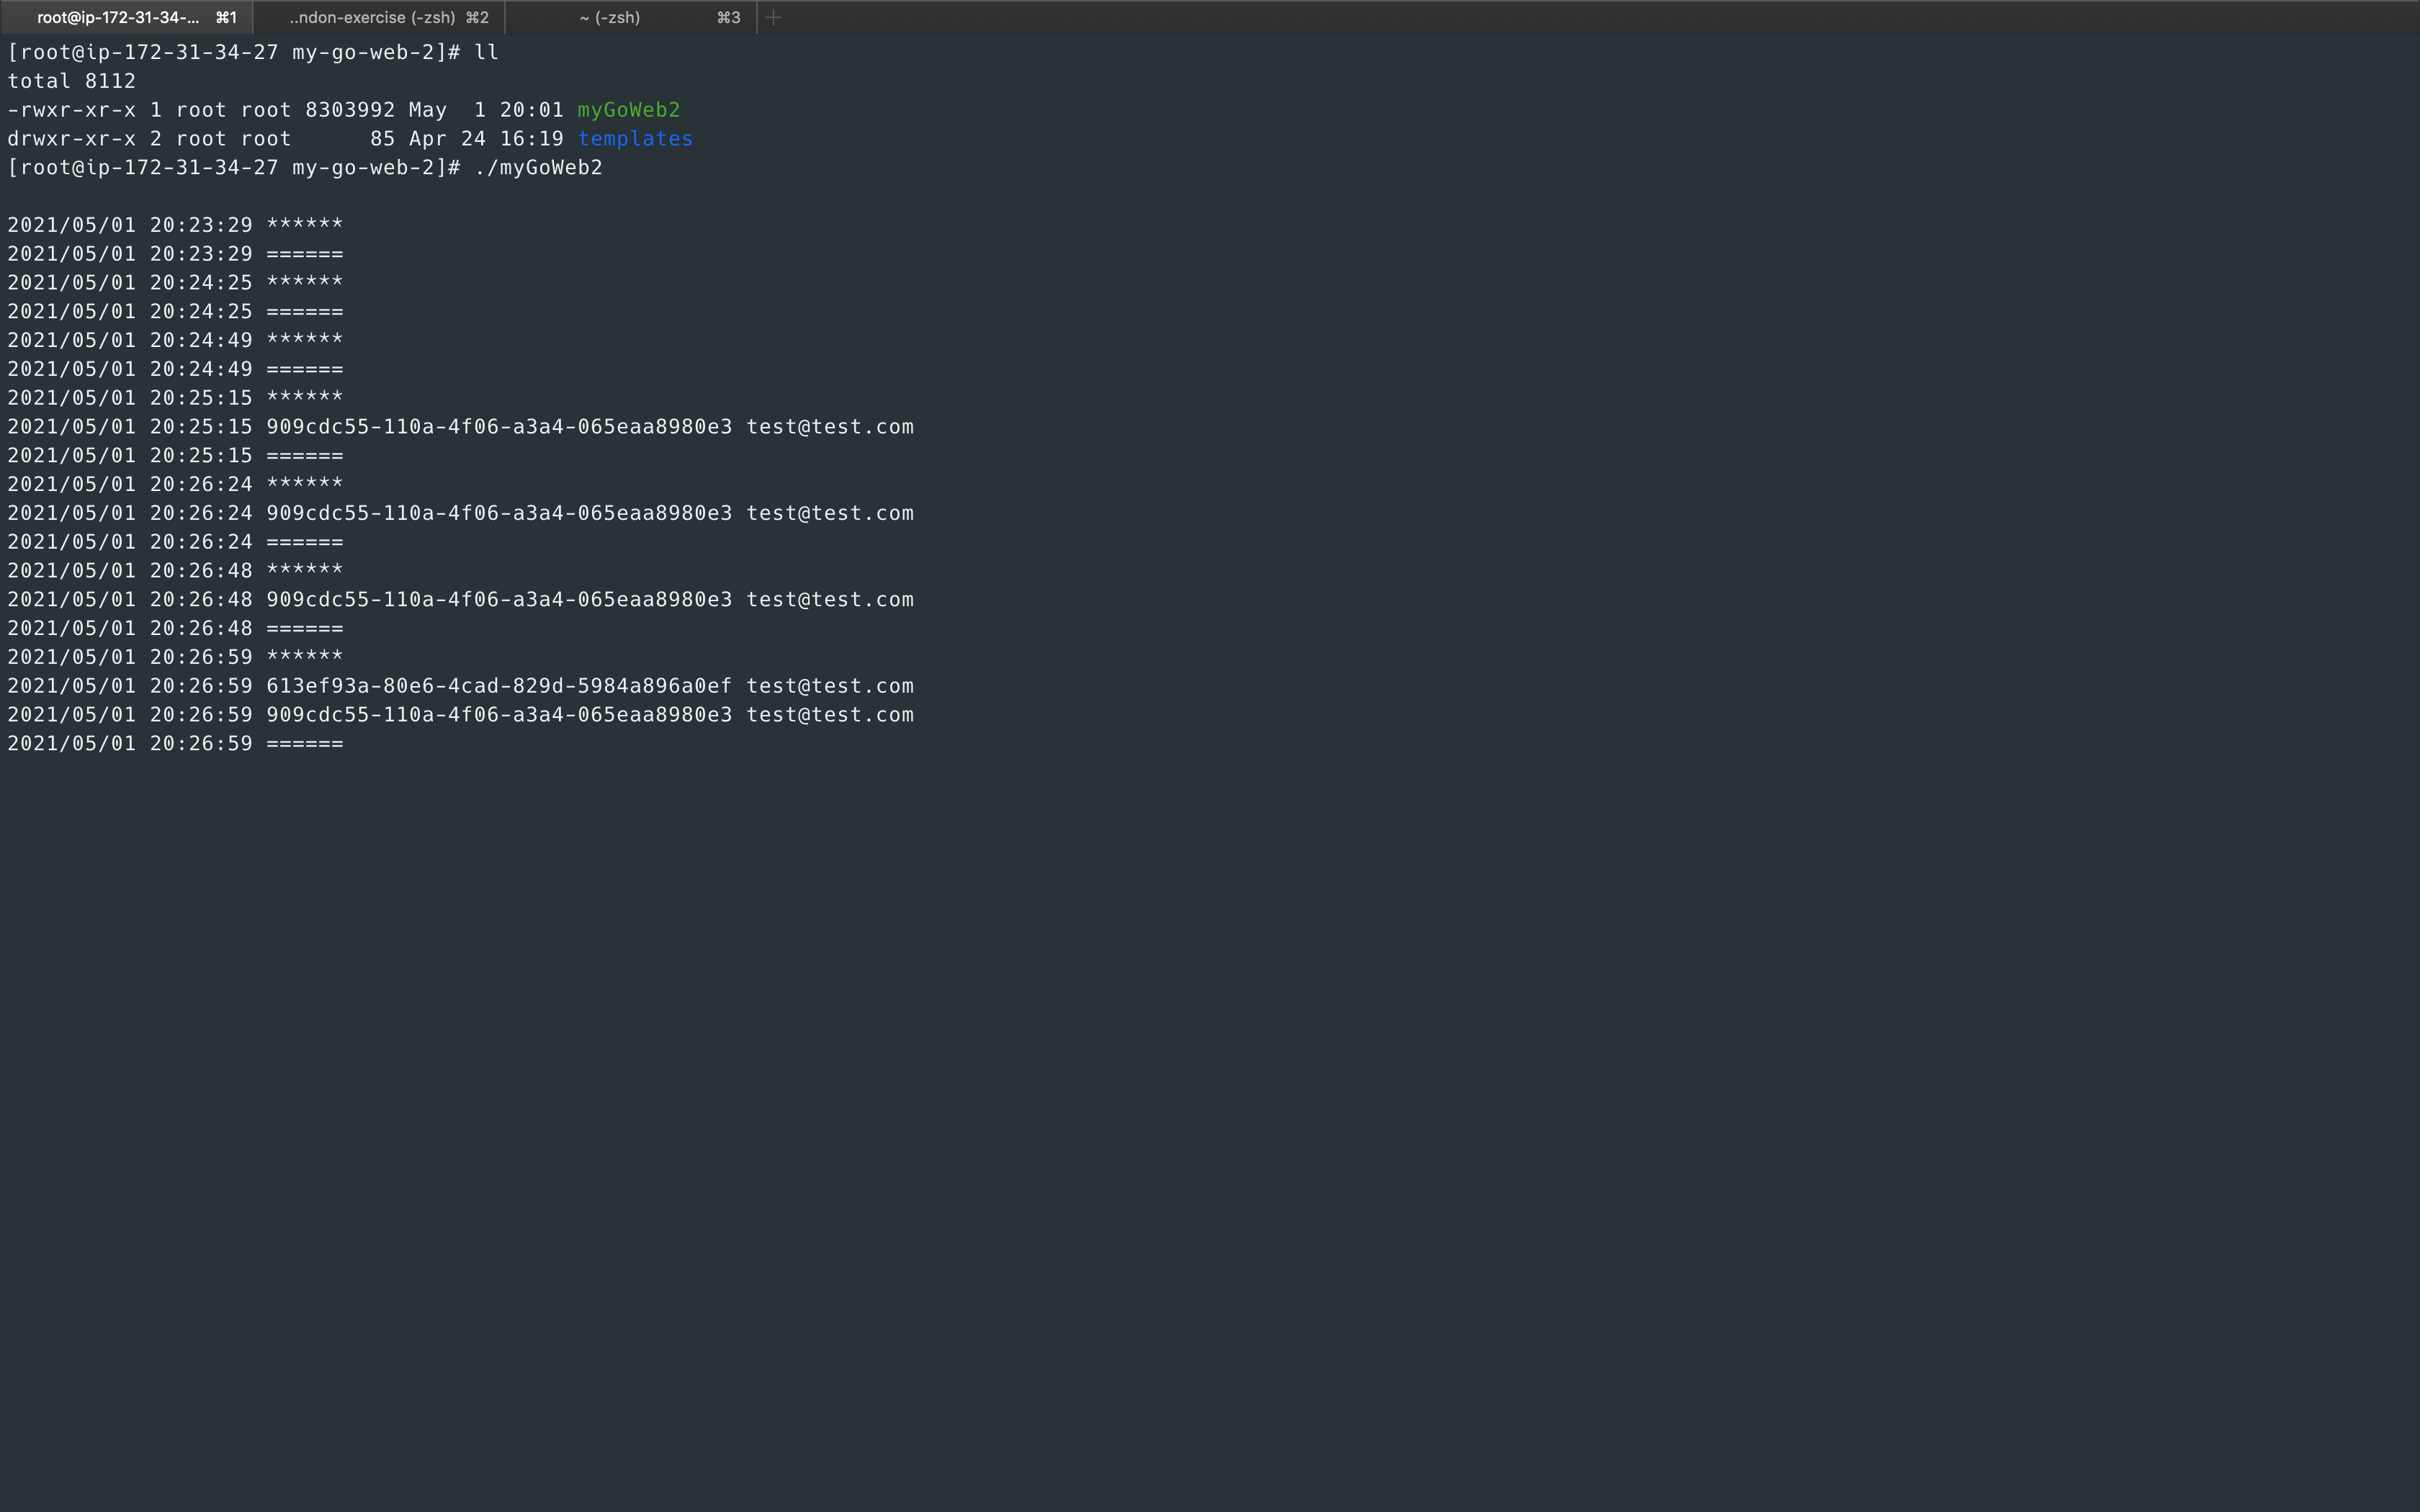 root@ip-172-31-34-... ⌘1 ..ndon-exercise (-zsh) ⌘2 ~ (-zsh) ⌘3
[root@ip-172-31-34-27 my-go-web-2]# ll
total 8112
-rwxr-xr-x 1 root root 8303992 May  1 20:01 myGoWeb2
drwxr-xr-x 2 root root      85 Apr 24 16:19 templates
[root@ip-172-31-34-27 my-go-web-2]# ./myGoWeb2
2021/05/01 20:23:29 ******
2021/05/01 20:23:29 ======
2021/05/01 20:24:25 ******
2021/05/01 20:24:25 ======
2021/05/01 20:24:49 ******
2021/05/01 20:24:49 ======
2021/05/01 20:25:15 ******
2021/05/01 20:25:15 909cdc55-110a-4f06-a3a4-065eaa8980e3 test@test.com
2021/05/01 20:25:15 ======
2021/05/01 20:26:24 ******
2021/05/01 20:26:24 909cdc55-110a-4f06-a3a4-065eaa8980e3 test@test.com
2021/05/01 20:26:24 ======
2021/05/01 20:26:48 ******
2021/05/01 20:26:48 909cdc55-110a-4f06-a3a4-065eaa8980e3 test@test.com
2021/05/01 20:26:48 ======
2021/05/01 20:26:59 ******
2021/05/01 20:26:59 613ef93a-80e6-4cad-829d-5984a896a0ef test@test.com
2021/05/01 20:26:59 909cdc55-110a-4f06-a3a4-065eaa8980e3 test@test.com
2021/05/01 20:26:59 ======